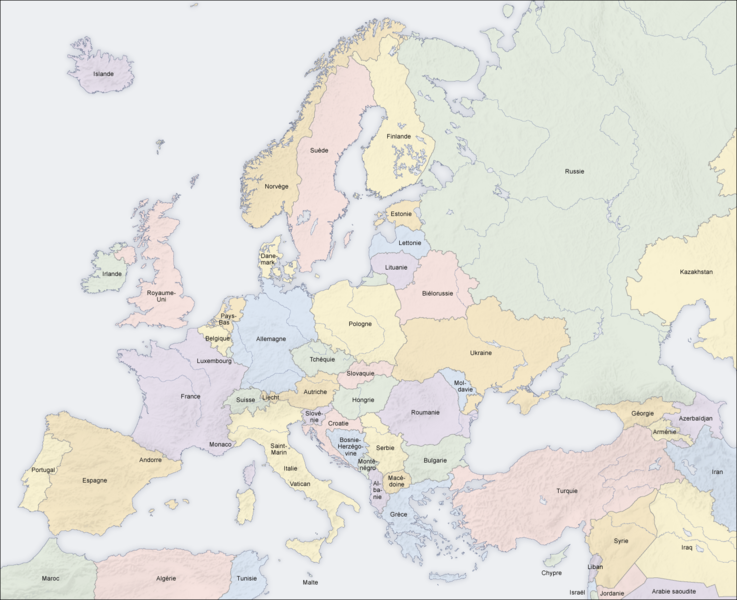 Islande
Finlande
Suède
Russie
Norvège
Estonie
Lettonie
Dane-
mark
Lituanie
Irlande
Kazakhstan
Royaume-
Uni
Biélorussie
Pays-
Bas
Pologne
Belgique
Allemagne
Ukraine
Luxembourg
Tchéquie
Slovaquie
Mol-
davie
France
Suisse
Liecht.
Autriche
Hongrie
Roumanie
Géorgie
Azerbaïdjan
Slové-
nie
Croatie
Arménie
Monaco
Saint-
Marin
Bosnie-
Herzégo-
vine
Serbie
Andorre
Bulgarie
Portugal
Espagne
Italie
Monté-
négro
Iran
Vatican
Macé-
doine
Al-
ba-
nie
Turquie
Grèce
Syrie
Iraq
Maroc
Algérie
Tunisie
Malte
Chypre
Liban
Israël
Jordanie
Arabie saoudite